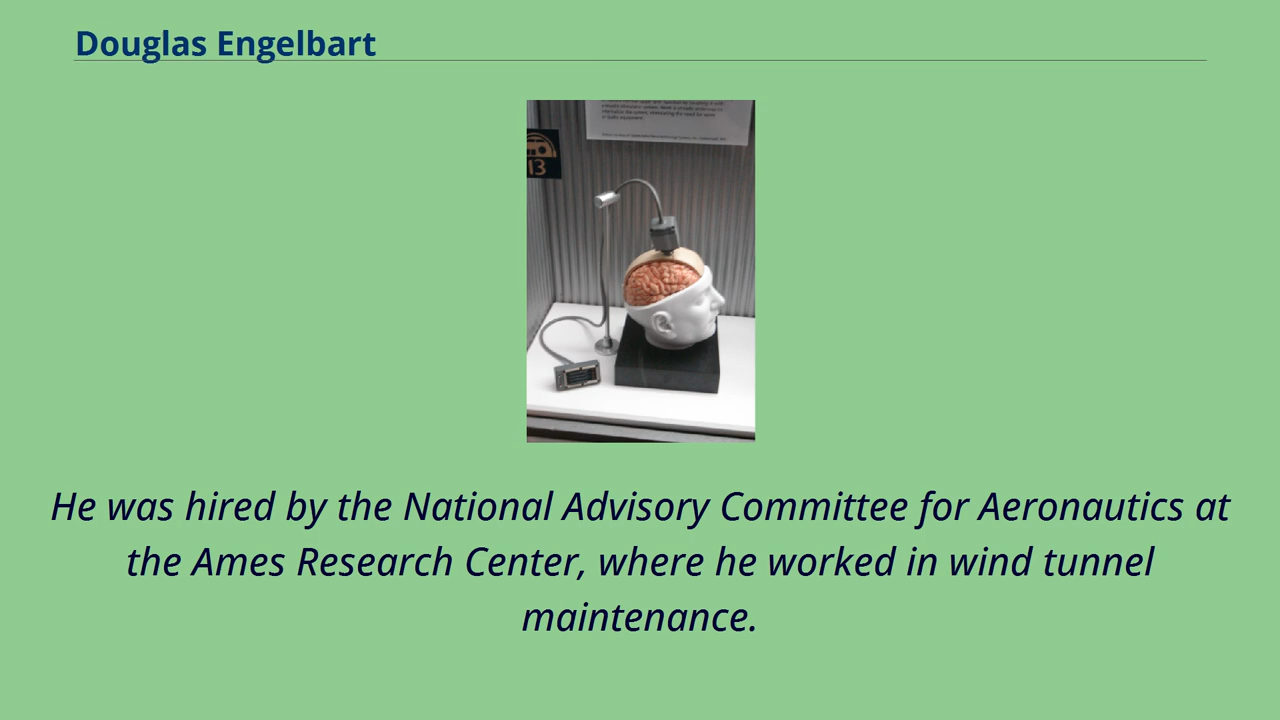 Douglas Engelbart
13
He was hired by the National Advisory Committee for Aeronautics at
the Ames Research Center, where he worked in wind tunnel
maintenance.